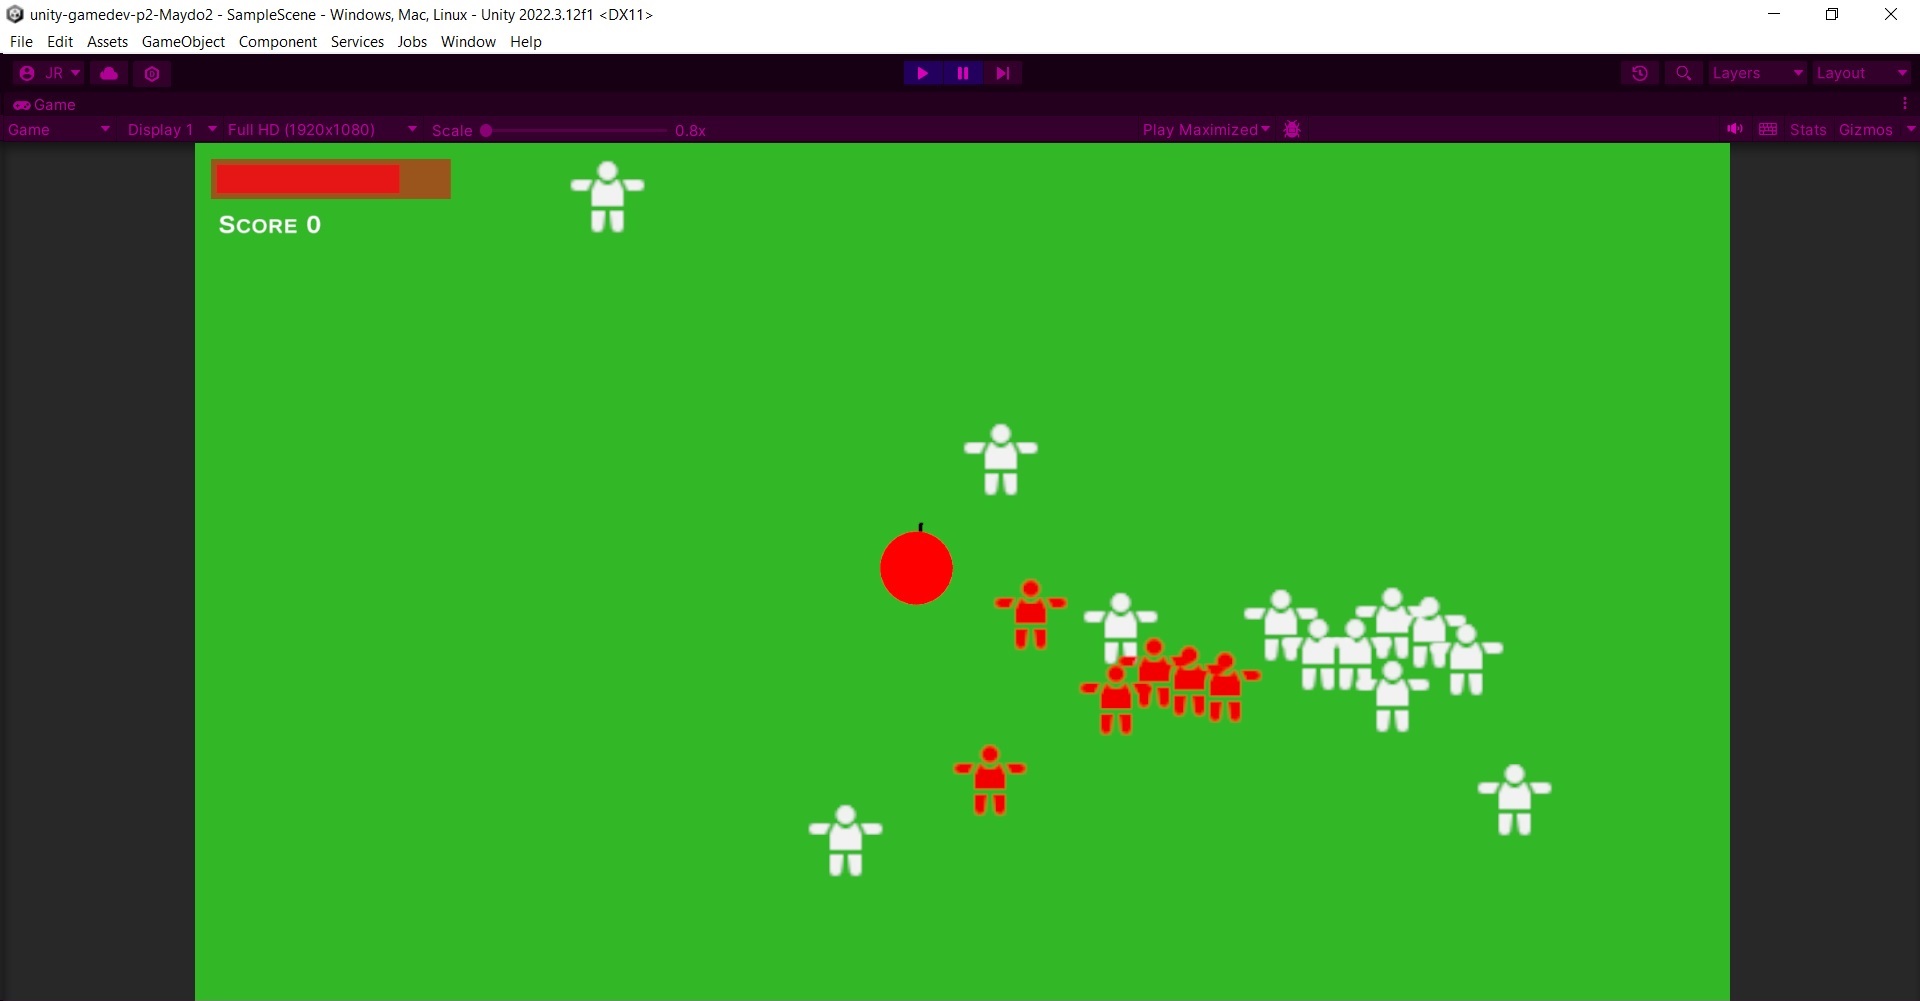 unity-gamedev-p2-Maydo2 - SampleScene - Windows, Mac, Linux - Unity 2022.3.12f1 <DX11>
File Edit Assets GameObject Component Services Jobs Window Help
JR Layers Layout
Game
Game Display 1 Full HD (1920x1080) Scale 0.8x Play Maximized Stats Gizmos
SCORE 0